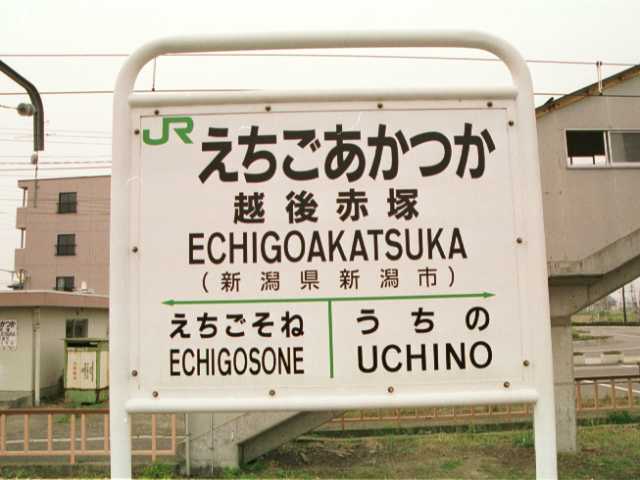 JR えちごあかつか
越後赤塚
ECHIGOAKATSUKA
(新潟県新潟市)
えちごそね うちの
ECHIGOSONE UCHINO